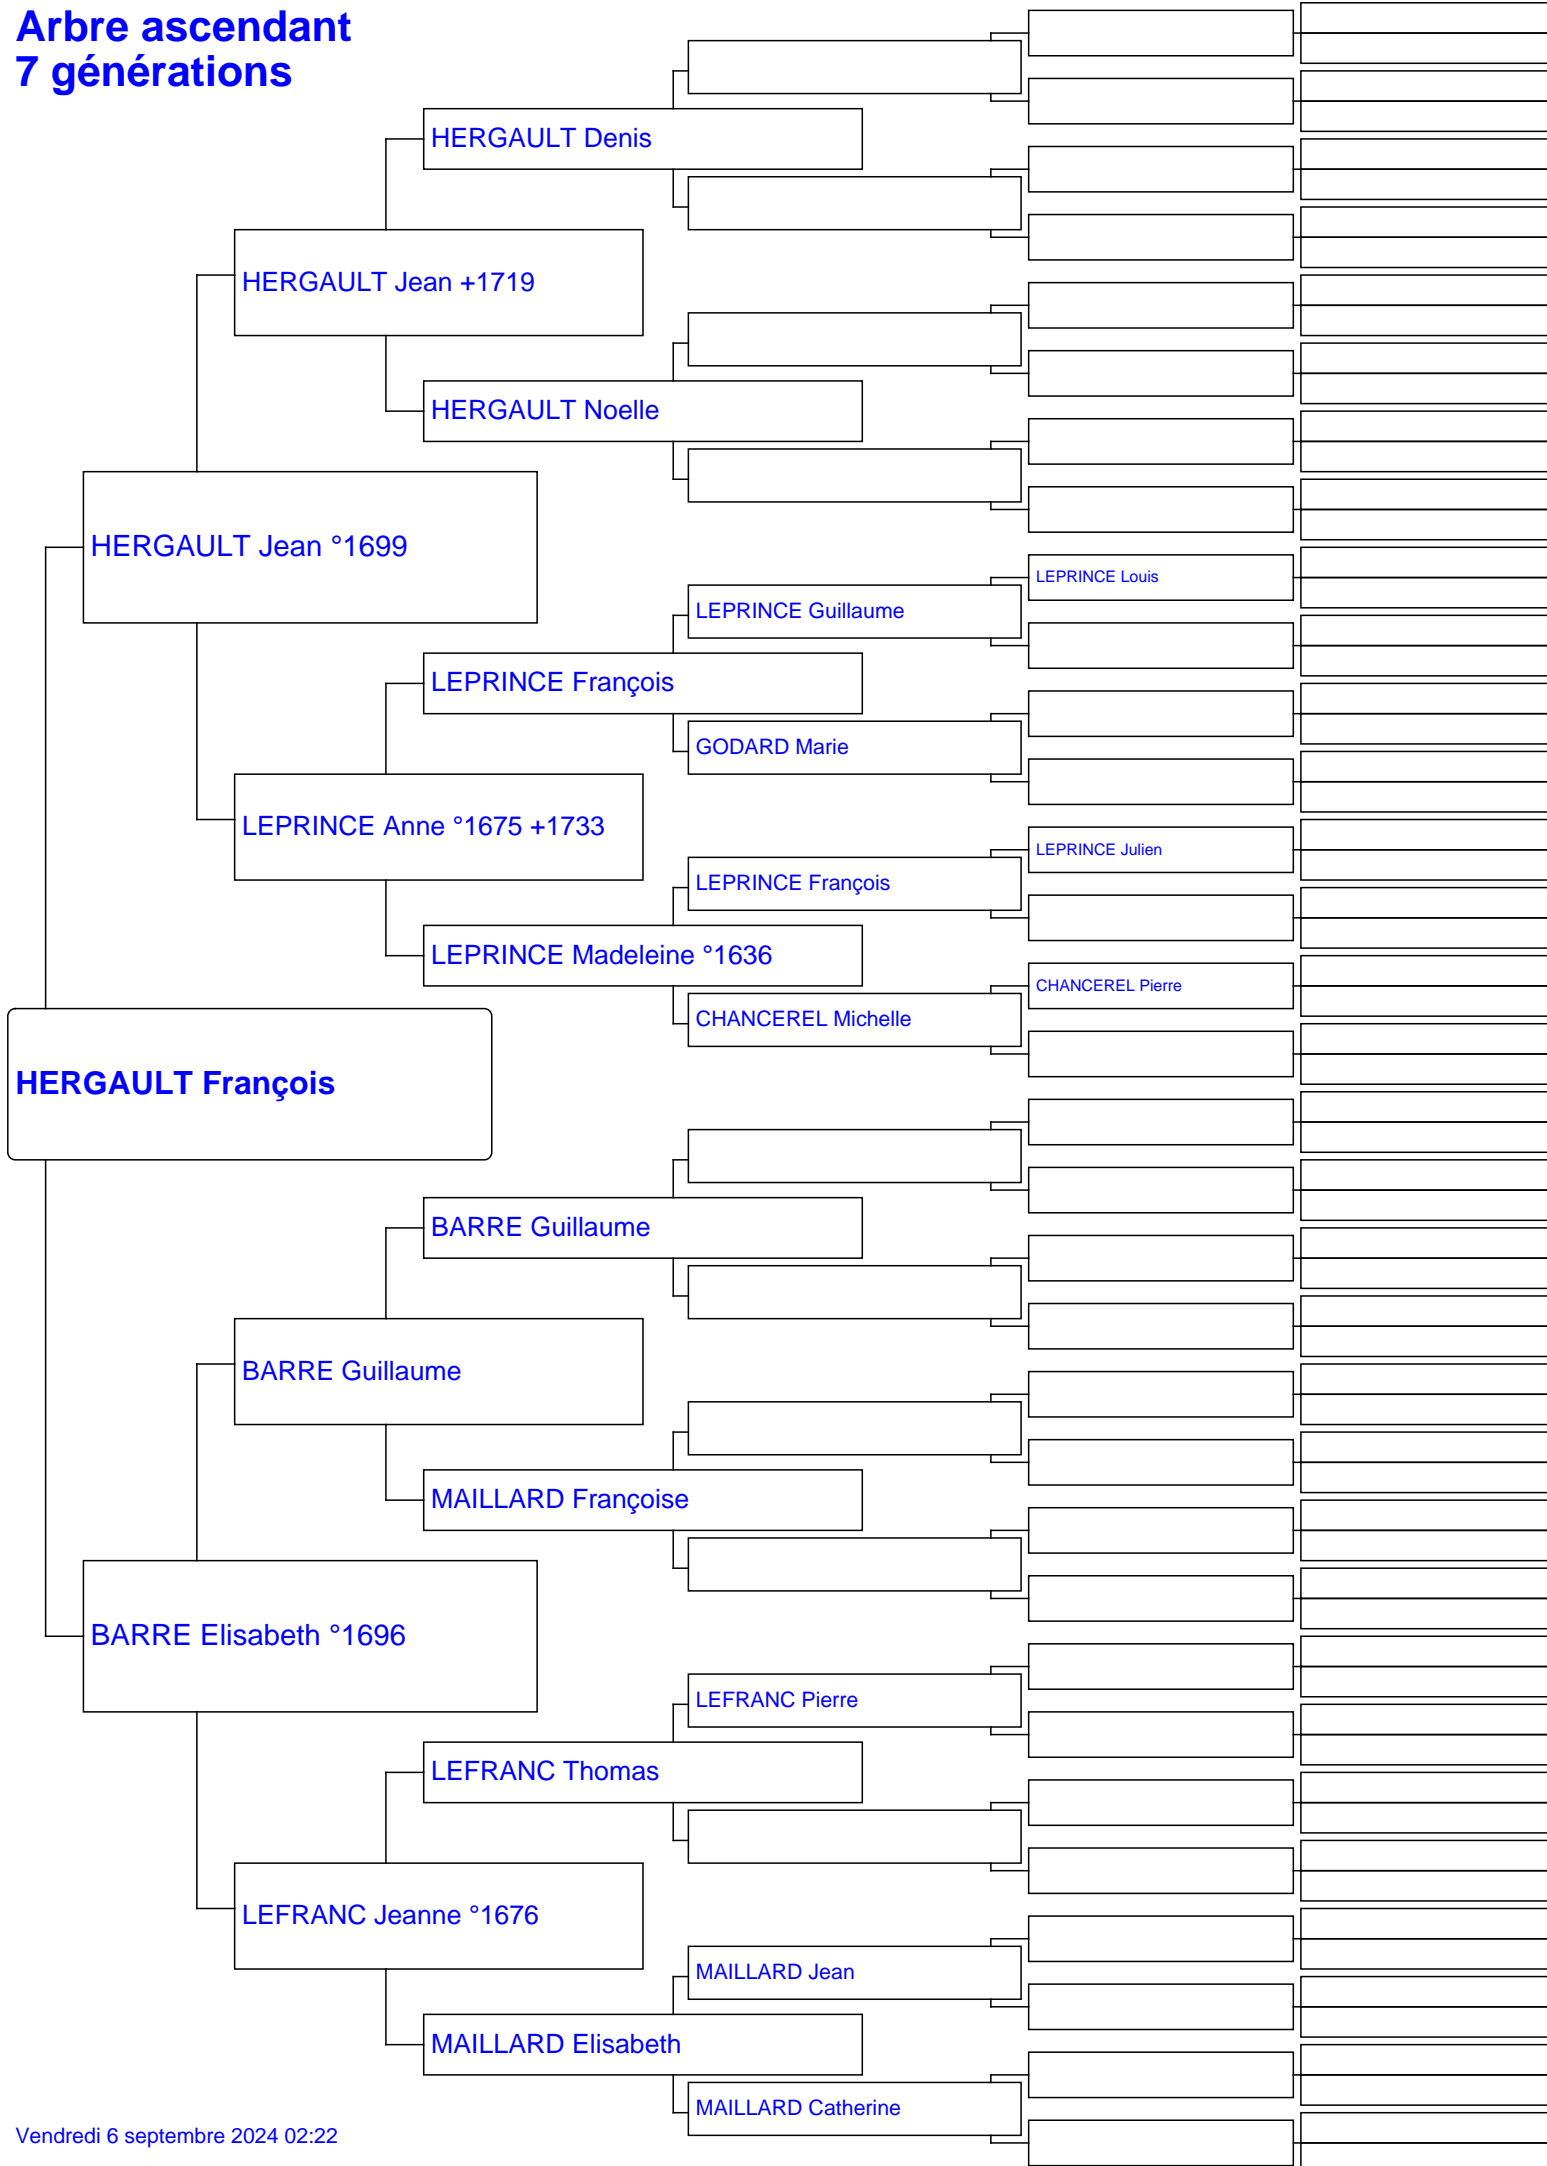 Arbre ascendant
7 générations
HERGAULT Denis
HERGAULT Jean +1719
HERGAULT Noelle
HERGAULT Jean °1699
LEPRINCE Louis
LEPRINCE Guillaume
LEPRINCE François
GODARD Marie
LEPRINCE Anne °1675 +1733
LEPRINCE Julien
LEPRINCE François
LEPRINCE Madeleine °1636
CHANCEREL Pierre
CHANCEREL Michelle
HERGAULT François
BARRE Guillaume
BARRE Guillaume
MAILLARD Françoise
BARRE Elisabeth °1696
LEFRANC Pierre
LEFRANC Thomas
LEFRANC Jeanne °1676
MAILLARD Jean
MAILLARD Elisabeth
MAILLARD Catherine
Vendredi 6 septembre 2024 02:22